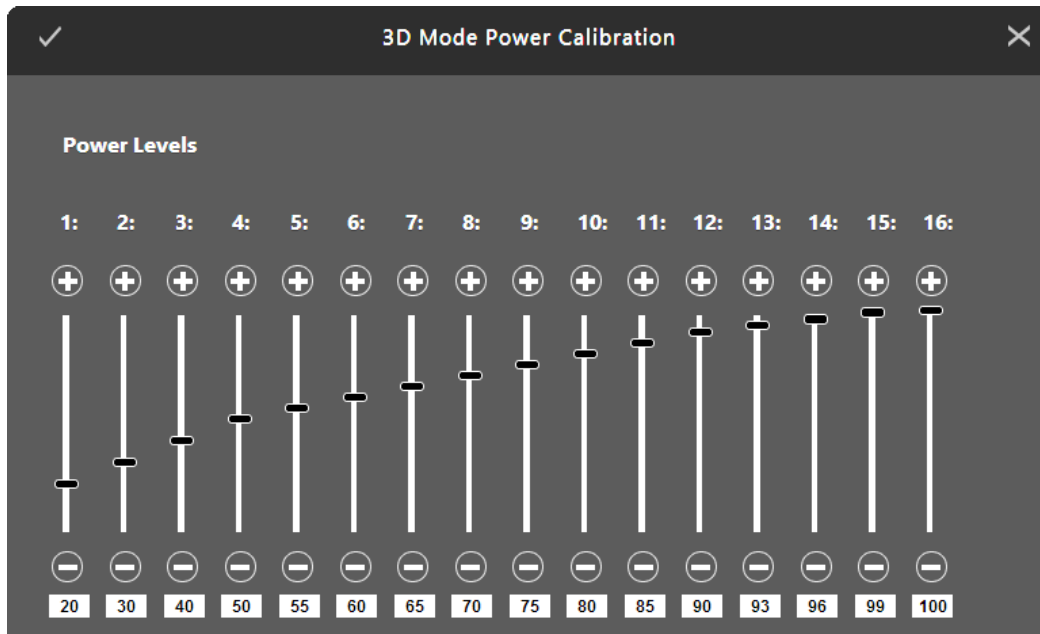 3D Mode Power Calibration
Power Levels
1: 2: 3: 4: 5: 6: 7: 8: 9: 10: 11: 12: 13: 14: 15: 16:
20 30 40 50 55 60 65 70 75 80 85 90 93 96 99 100